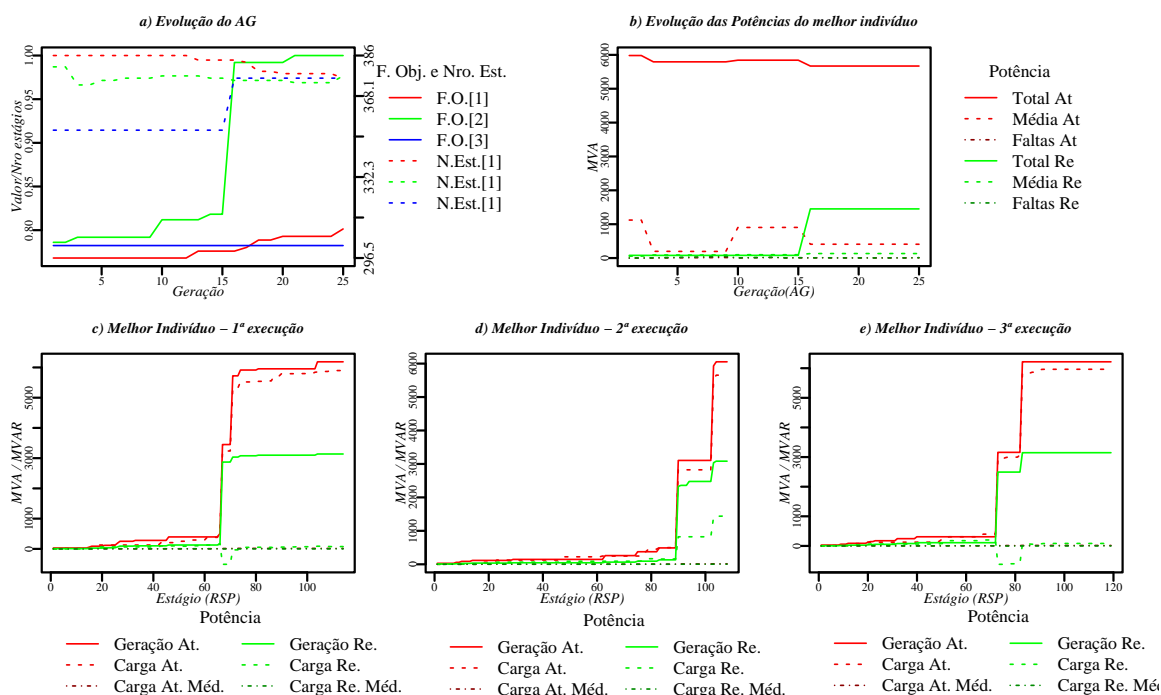 a) Evolução do AG
Valor/Nro estágios
1.00
0.95
0.90
0.85
0.80
386
368.1
332.3
296.5
5
10
15
20
25
Geração
F. Obj. e Nro. Est.
F.O.[1]
F.O.[2]
F.O.[3]
N.Est.[1]
N.Est.[1]
N.Est.[1]
b) Evolução das Potências do melhor indivíduo
MVA
6000
5000
4000
3000
2000
1000
0
5
10
15
20
25
Geração(AG)
Potência
Total At
Média At
Faltas At
Total Re
Média Re
Faltas Re
c) Melhor Indivíduo – 1ª execução
MVA / MVAR
5000
3000
1000
0
0
20
40
60
80
100
Estágio (RSP)
Potência
Geração At.
Carga At.
Carga At. Méd.
Geração Re.
Carga Re.
Carga Re. Méd.
d) Melhor Indivíduo – 2ª execução
MVA / MVAR
6000
5000
4000
3000
2000
1000
0
0
20
40
60
80
100
Estágio (RSP)
Potência
Geração At.
Carga At.
Carga At. Méd.
Geração Re.
Carga Re.
Carga Re. Méd.
e) Melhor Indivíduo – 3ª execução
MVA / MVAR
5000
3000
1000
0
0
20
40
60
80
100
120
Estágio (RSP)
Potência
Geração At.
Carga At.
Carga At. Méd.
Geração Re.
Carga Re.
Carga Re. Méd